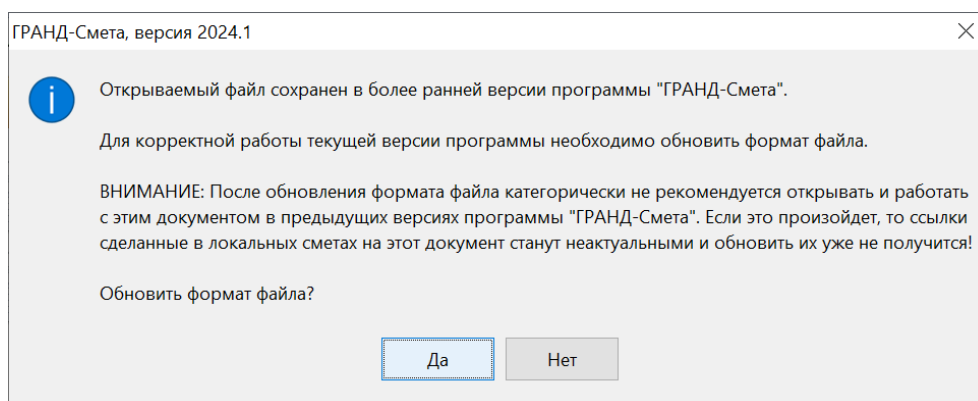 ГРАНД-Смета, версия 2024.1
Открываемый файл сохранен в более ранней версии программы "ГРАНД-Смета".
Для корректной работы текущей версии программы необходимо обновить формат файла.
ВНИМАНИЕ: После обновления формата файла категорически не рекомендуется открывать и работать
с этим документом в предыдущих версиях программы "ГРАНД-Смета". Если это произойдет, то ссылки
сделанные в локальных сметах на этот документ станут неактуальными и обновить их уже не получится!
Обновить формат файла?
Да
Нет